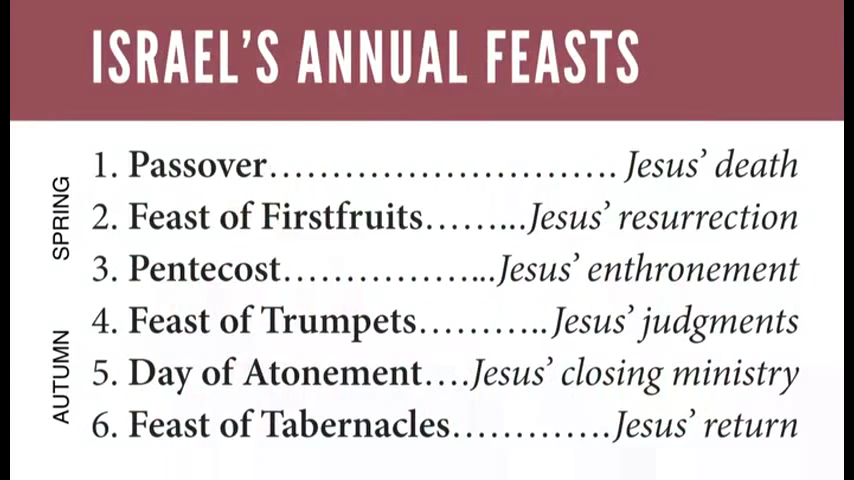 ISRAEL'S ANNUAL FEASTS
SPRING
1. Passover............................ Jesus' death
2. Feast of Firstfruits.........Jesus' resurrection
3. Pentecost...................Jesus' enthronement
AUTUMN
4. Feast of Trumpets........... Jesus' judgments
5. Day of Atonement....Jesus' closing ministry
6. Feast of Tabernacles.............Jesus' return